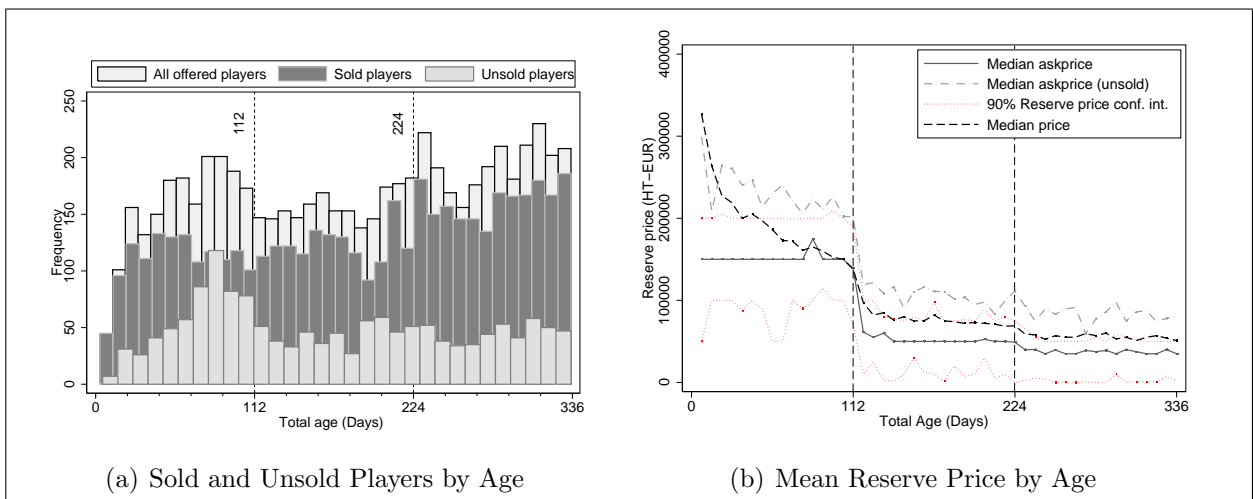 All offered players Sold players Unsold players
250
200
150
100
50
0
Frequency
112
224
0 112 224 336
Total age (Days)
(a) Sold and Unsold Players by Age
400000
300000
200000
100000
0
Reserve price (HT−EUR)
Median askprice
Median askprice (unsold)
90% Reserve price conf. int.
Median price
0 112 224 336
Total Age (Days)
(b) Mean Reserve Price by Age